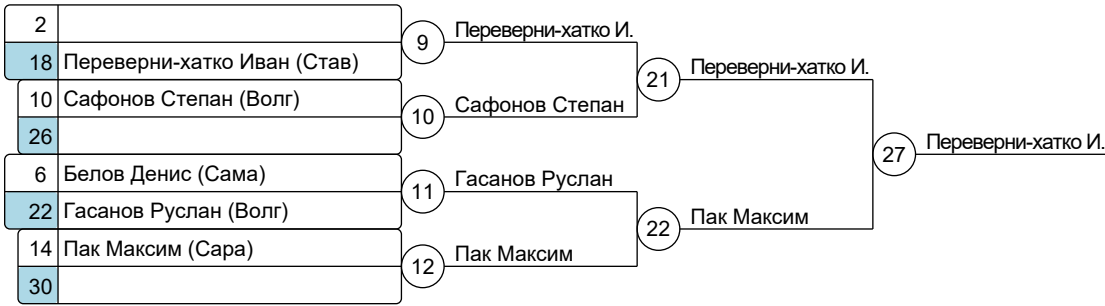 2
18 Переверни-хатко Иван (Став)
9
Переверни-хатко И.
10 Сафонов Степан (Волг)
26
10
Сафонов Степан
21
Переверни-хатко И.
6 Белов Денис (Сама)
22 Гасанов Руслан (Волг)
11
Гасанов Руслан
14 Пак Максим (Сара)
30
12
Пак Максим
22
Пак Максим
27
Переверни-хатко И.